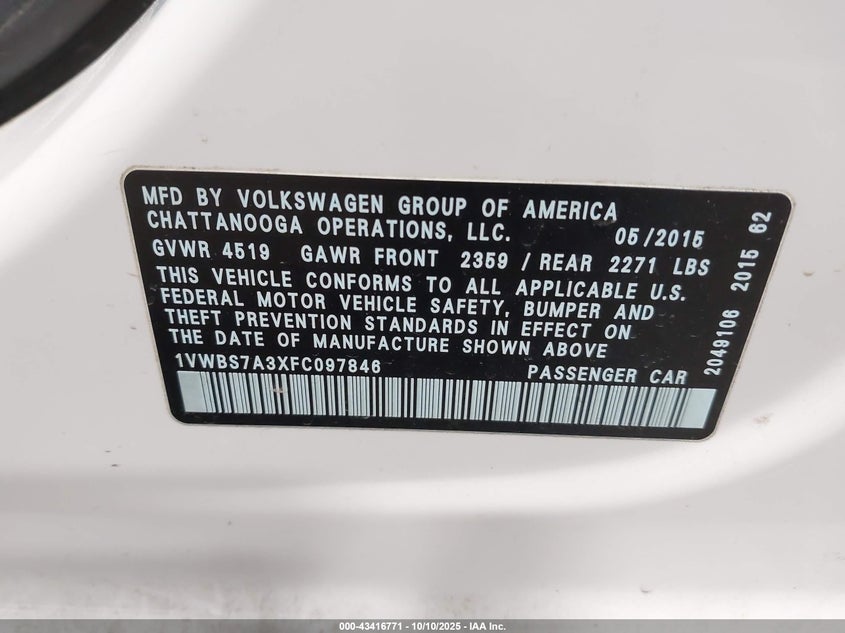 MFD BY VOLKSWAGEN GROUP OF AMERICA
CHATTANOOGA OPERATIONS, LLC. 05/2015
GVWR 4519 GAWR FRONT 2359 / REAR 2271 LBS
THIS VEHICLE CONFORMS TO ALL APPLICABLE U.S.
FEDERAL MOTOR VEHICLE SAFETY, BUMPER AND
THEFT PREVENTION STANDARDS IN EFFECT ON
THE DATE OF MANUFACTURE SHOWN ABOVE
1VWBS7A3XFC097846 PASSENGER CAR
2049106 2015 62
000-43416771 - 10/10/2025 - IAA Inc.